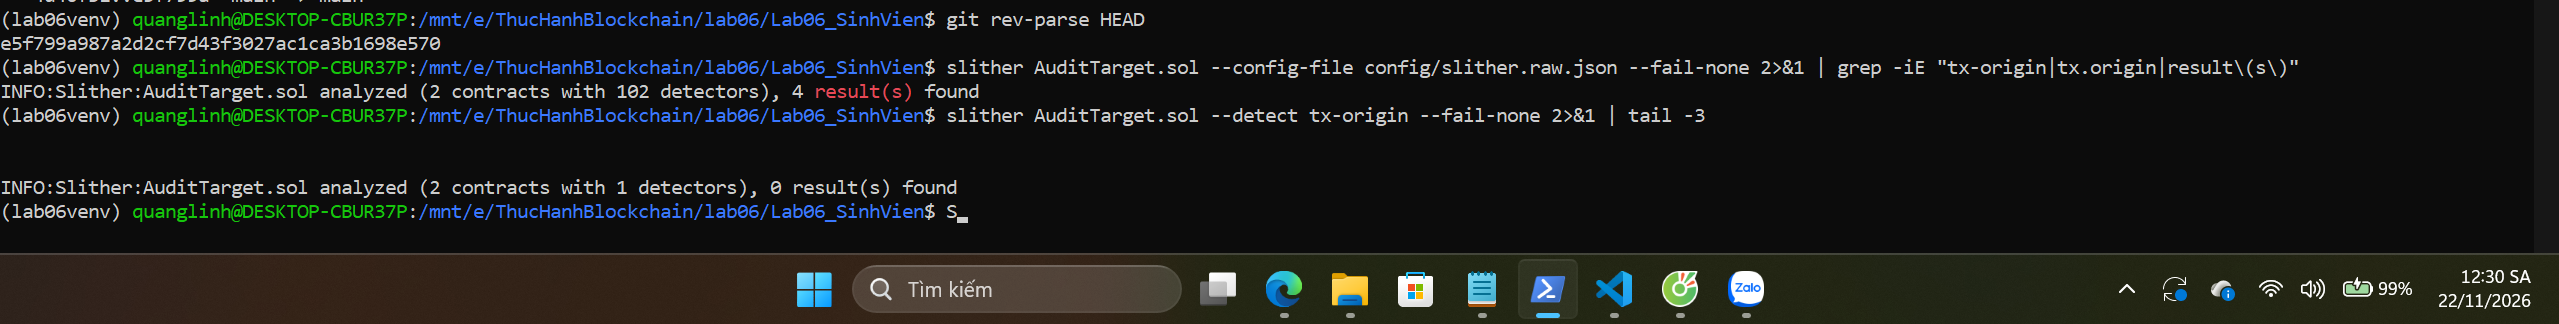 (lab06venv) quanglinh@DESKTOP-CBUR37P:/mnt/e/ThucHanhBlockchain/lab06/Lab06_SinhVien$ git rev-parse HEAD
e5f799a987a2d2cf7d43f3027ac1ca3b1698e570
(lab06venv) quanglinh@DESKTOP-CBUR37P:/mnt/e/ThucHanhBlockchain/lab06/Lab06_SinhVien$ slither AuditTarget.sol --config-file config/slither.raw.json --fail-none 2>&1 | grep -iE "tx-origin|tx.origin|result\(s\)"
INFO:Slither:AuditTarget.sol analyzed (2 contracts with 102 detectors), 4 result(s) found
(lab06venv) quanglinh@DESKTOP-CBUR37P:/mnt/e/ThucHanhBlockchain/lab06/Lab06_SinhVien$ slither AuditTarget.sol --detect tx-origin --fail-none 2>&1 | tail -3
INFO:Slither:AuditTarget.sol analyzed (2 contracts with 1 detectors), 0 result(s) found
(lab06venv) quanglinh@DESKTOP-CBUR37P:/mnt/e/ThucHanhBlockchain/lab06/Lab06_SinhVien$ S
Tìm kiếm
Zalo
99%
12:30 SA
22/11/2026